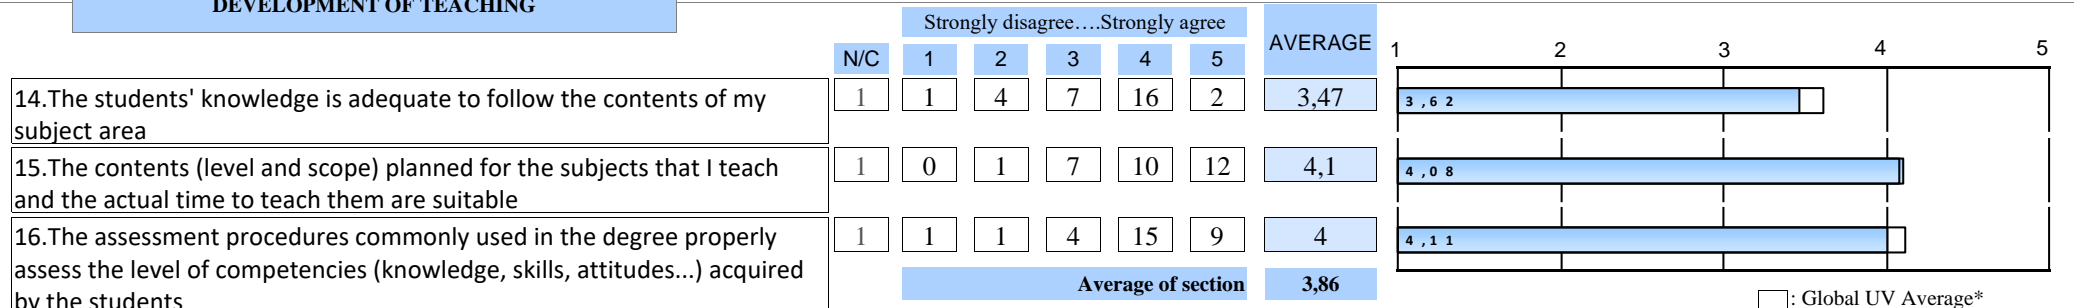 DEVELOPMENT OF TEACHING
Strongly disagree….Strongly agree
AVERAGE
N/C 1 2 3 4 5
1 2 3 4 5
14.The students' knowledge is adequate to follow the contents of my
subject area
1 1 4 7 16 2 3,47
3,62
15.The contents (level and scope) planned for the subjects that I teach
and the actual time to teach them are suitable
1 0 1 7 10 12 4,1
4,08
16.The assessment procedures commonly used in the degree properly
assess the level of competencies (knowledge, skills, attitudes...) acquired
by the students
1 1 1 4 15 9 4
4,11
Average of section 3,86
: Global UV Average*